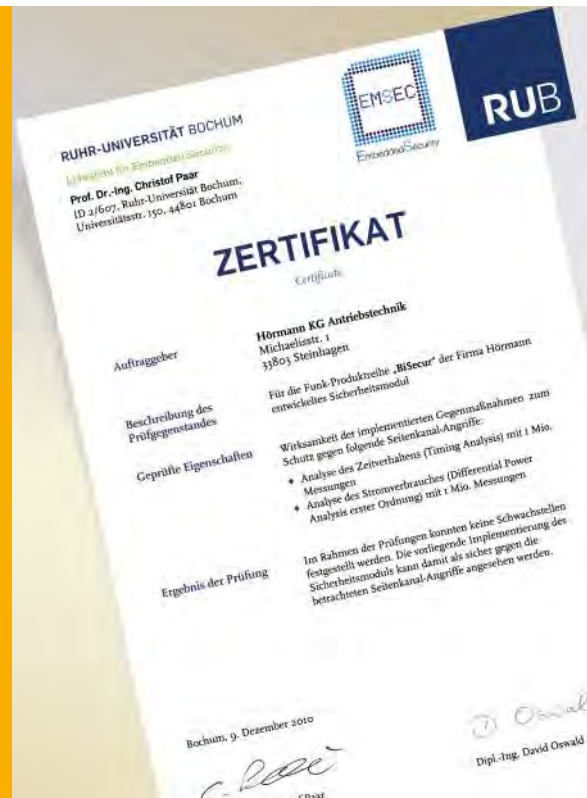 RUHR-UNIVERSITÄT BOCHUM
Lehrstuhl für Embedded Security
Prof. Dr.-Ing. Christof Paar
ID 2/607, Ruhr-Universität Bochum,
Universitätsstr. 150, 44801 Bochum
EMSEC
EmbeddedSecurity
RUB
ZERTIFIKAT
Certificate
Auftraggeber
Hörmann KG Antriebstechnik
Michaelisstr. 1
33803 Steinhagen
Beschreibung des
Prüfgegenstandes
Für die Funk-Produktreihe „BiSecur“ der Firma Hörmann
entwickeltes Sicherheitsmodul
Geprüfte Eigenschaften
Wirksamkeit der implementierten Gegenmaßnahmen zum
Schutz gegen folgende Seitenkanal-Angriffe:
♦ Analyse des Zeitverhaltens (Timing Analysis) mit 1 Mio.
Messungen
♦ Analyse des Stromverbrauches (Differential Power
Analysis erster Ordnung) mit 1 Mio. Messungen
Ergebnis der Prüfung
Im Rahmen der Prüfungen konnten keine Schwachstellen
festgestellt werden. Die vorliegende Implementierung des
Sicherheitsmoduls kann damit als sicher gegen die
betrachteten Seitenkanal-Angriffe angesehen werden.
Bochum, 9. Dezember 2010
Paar
D. Oswald
Dipl.-Ing. David Oswald